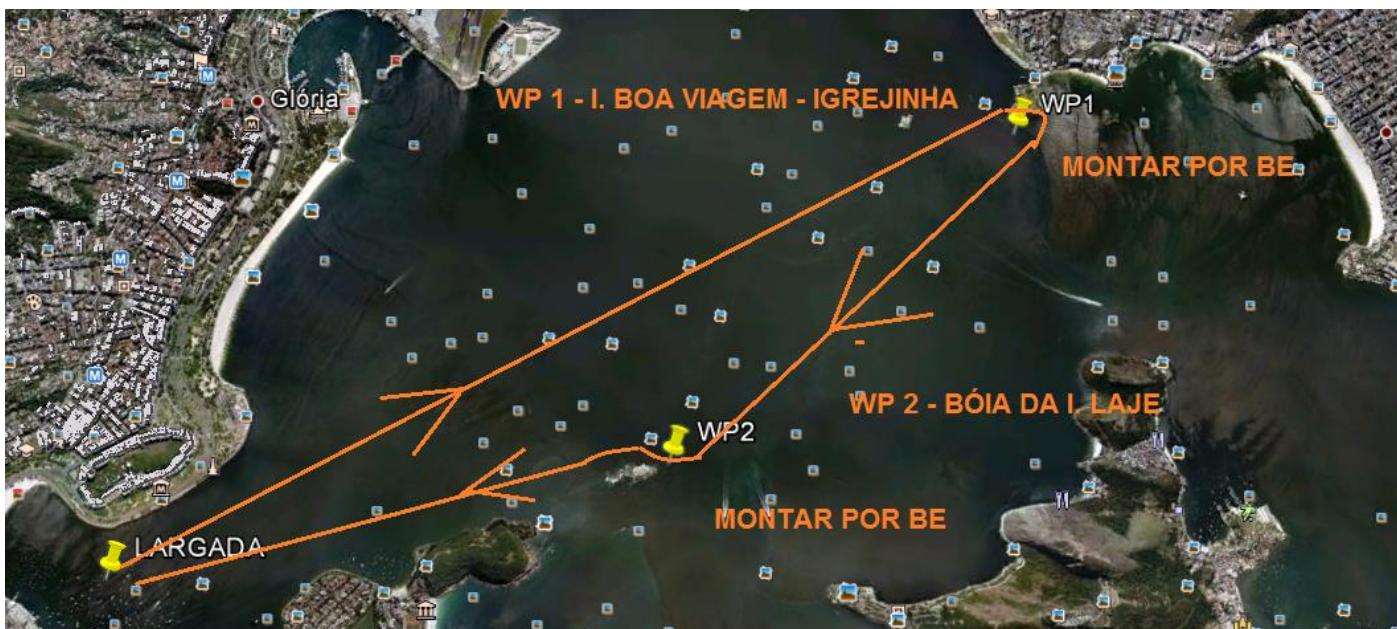 Glória
WP 1 - I. BOA VIAGEM - IGREJINHA
WP1
MONTAR POR BE
WP 2 - BÓIA DA I. LAJE
WP2
MONTAR POR BE
LARGADA